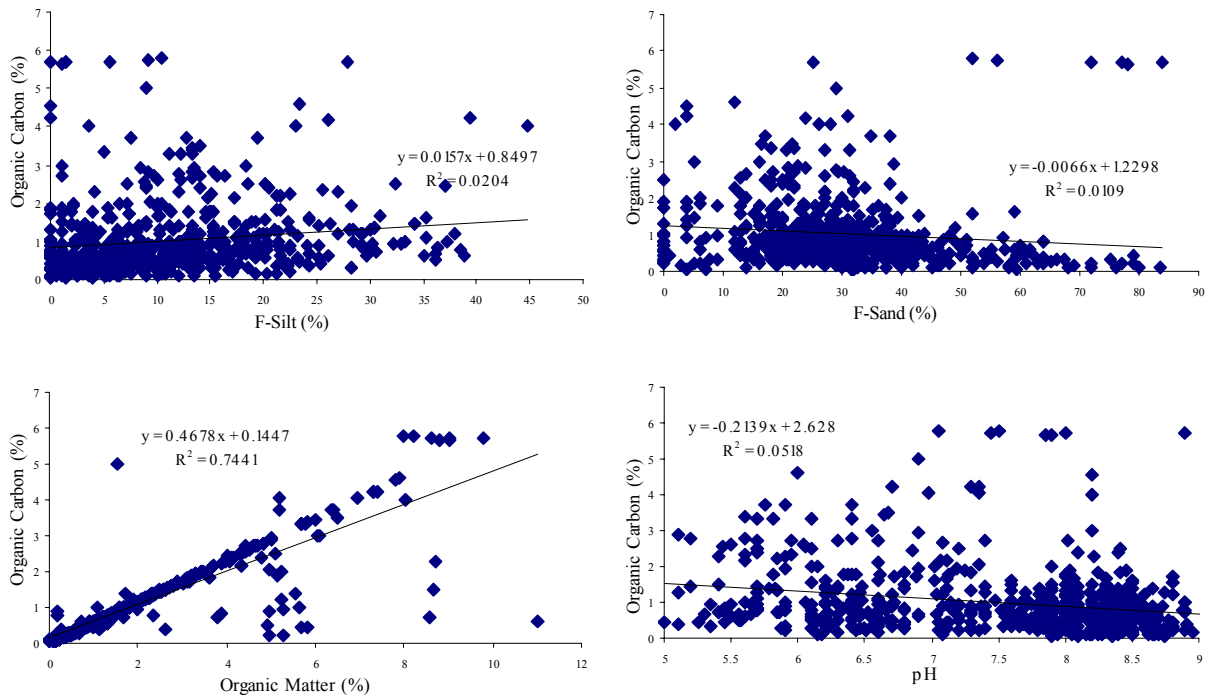 7
6
5
4
3
2
1
0
Organic Carbon (%)
y = 0.0157x + 0.8497
R² = 0.0204
0 5 10 15 20 25 30 35 40 45 50
F-Silt (%)
7
6
5
4
3
2
1
0
Organic Carbon (%)
y = -0.0066x + 1.2298
R² = 0.0109
0 10 20 30 40 50 60 70 80 90
F-Sand (%)
7
6
5
4
3
2
1
0
Organic Carbon (%)
y = 0.4678x + 0.1447
R² = 0.7441
0 2 4 6 8 10 12
Organic Matter (%)
7
6
5
4
3
2
1
0
Organic Carbon (%)
y = -0.2139x + 2.628
R² = 0.0518
5 5.5 6 6.5 7 7.5 8 8.5 9
pH